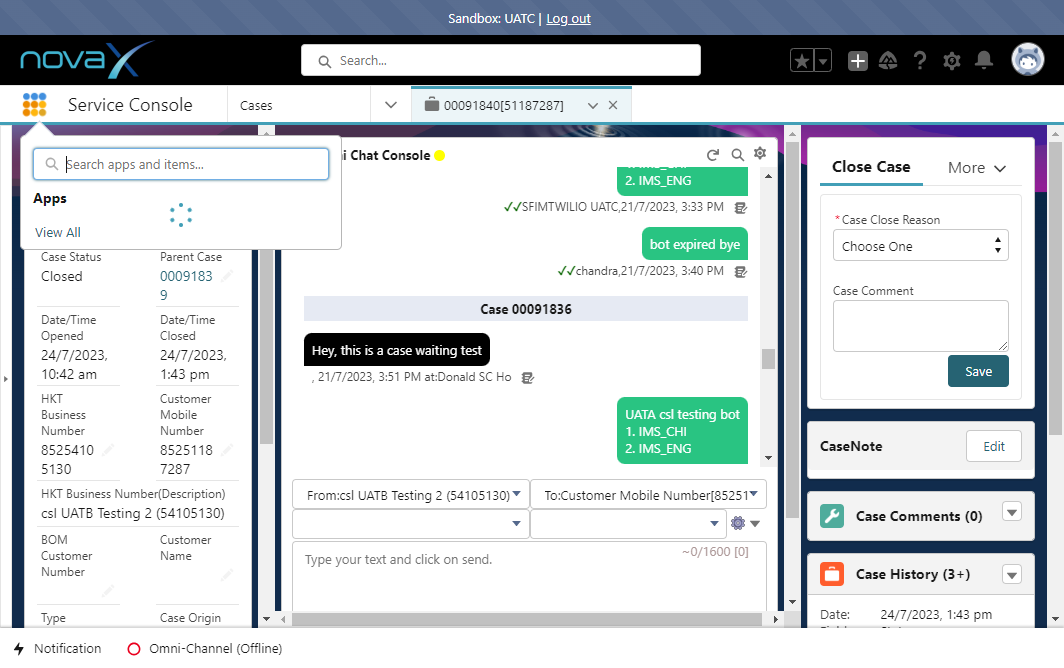 Sandbox: UATC | Log out
novaX
Search...
Service Console
Cases
00091840[51187287]
Search apps and items...
Apps
View All
i Chat Console
2. IMS_ENG
✓✓SFIMTWILIO UATC,21/7/2023, 3:33 PM
bot expired bye
✓✓chandra,21/7/2023, 3:40 PM
Case 00091836
Hey, this is a case waiting test
, 21/7/2023, 3:51 PM at:Donald SC Ho
UATA csl testing bot
1. IMS_CHI
2. IMS_ENG
From:csl UATB Testing 2 (54105130)
To:Customer Mobile Number[85251
~0/1600 [0]
Type your text and click on send.
Case Status
Closed
Parent Case
0009183
9
Date/Time
Opened
24/7/2023,
10:42 am
Date/Time
Closed
24/7/2023,
1:43 pm
HKT
Business
Number
8525410
5130
Customer
Mobile
Number
8525118
7287
HKT Business Number(Description)
csl UATB Testing 2 (54105130)
BOM
Customer
Number
Customer
Name
Type
Case Origin
Close Case
More
* Case Close Reason
Choose One
Case Comment
Save
CaseNote
Edit
Case Comments (0)
Case History (3+)
Date:
24/7/2023, 1:43 pm
Notification
Omni-Channel (Offline)